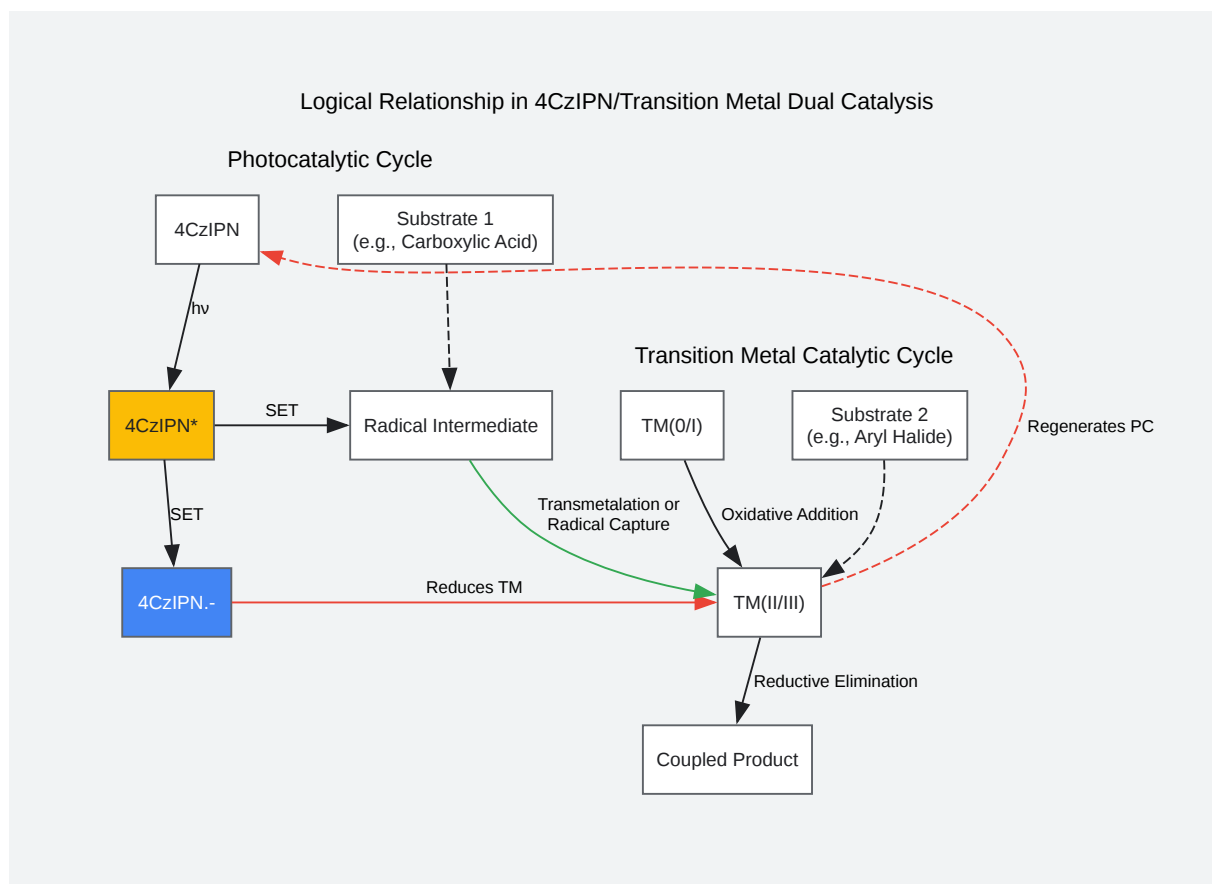 Logical Relationship in 4CzIPN/Transition Metal Dual Catalysis
Photocatalytic Cycle
4CzIPN
Substrate 1
(e.g., Carboxylic Acid)
hν
Transition Metal Catalytic Cycle
4CzIPN*
SET
Radical Intermediate
TM(0/I)
Substrate 2
(e.g., Aryl Halide)
Regenerates PC
SET
Transmetalation or
Radical Capture
Oxidative Addition
4CzIPN.-
Reduces TM
TM(II/III)
Reductive Elimination
Coupled Product